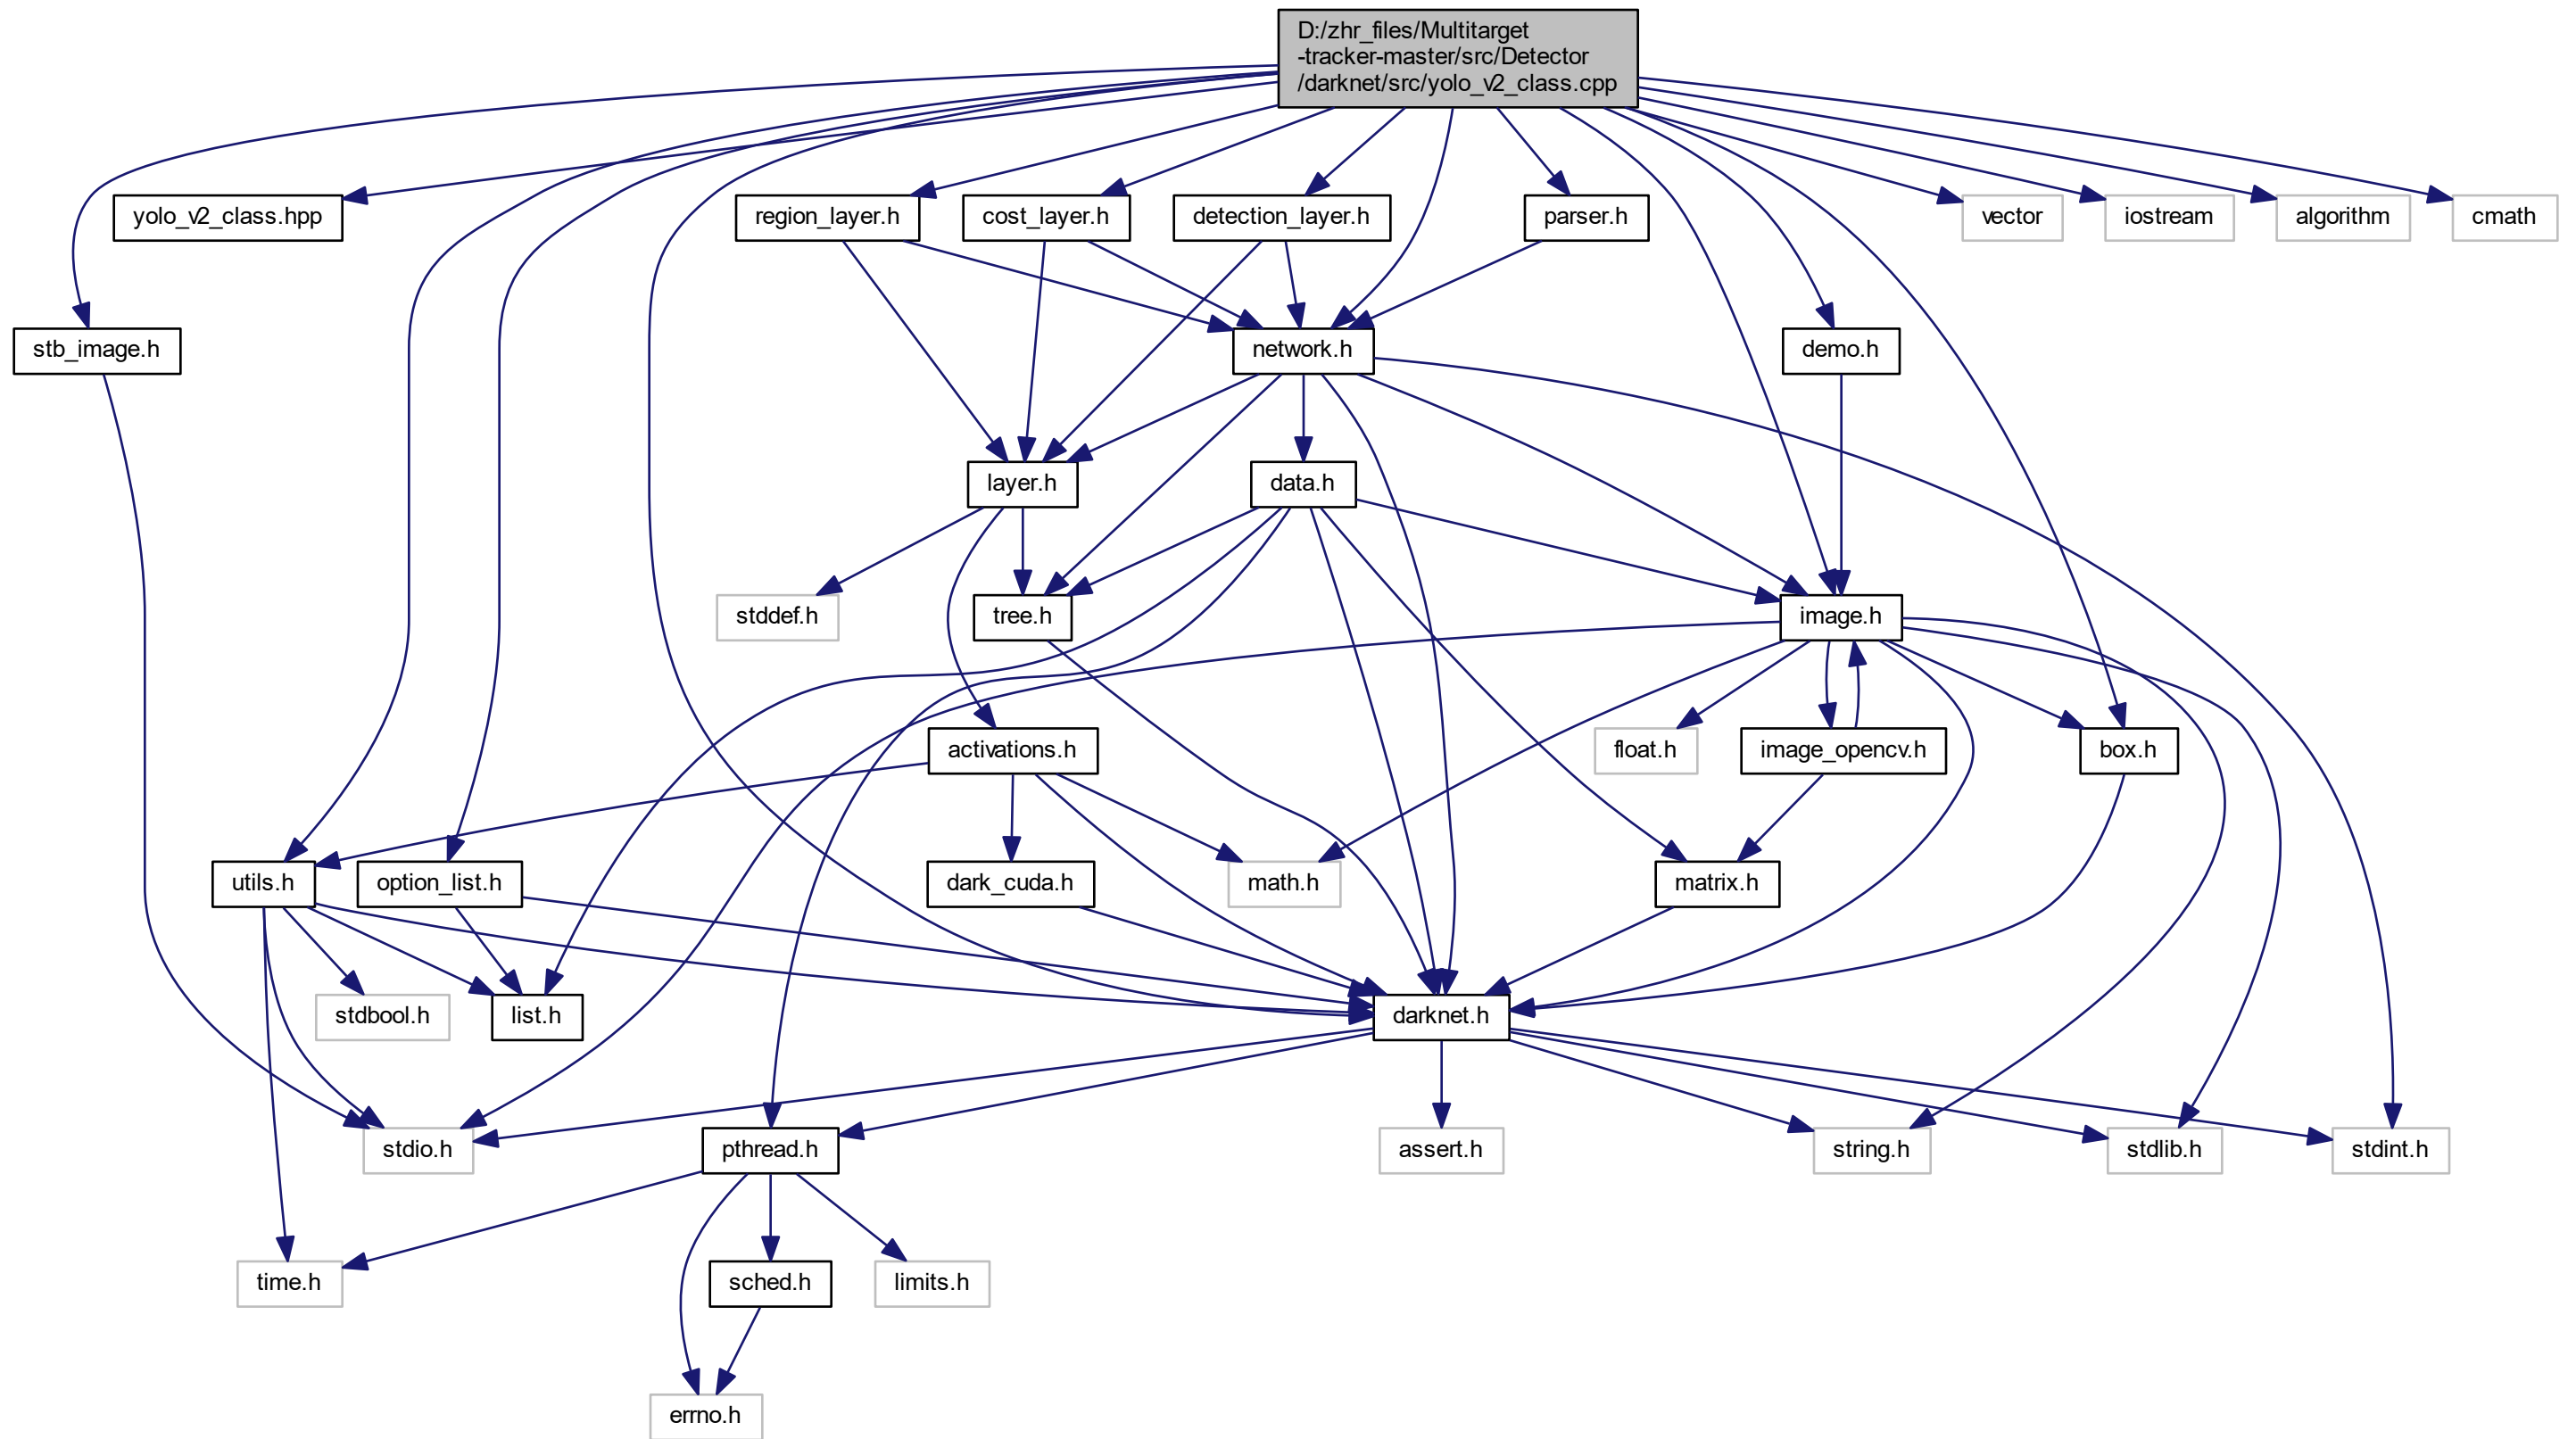 D:/zhr_files/Multitarget
-tracker-master/src/Detector
/darknet/src/yolo_v2_class.cpp
yolo_v2_class.hpp
region_layer.h
cost_layer.h
detection_layer.h
parser.h
vector
iostream
algorithm
cmath
stb_image.h
network.h
demo.h
layer.h
data.h
stddef.h
tree.h
image.h
activations.h
float.h
image_opencv.h
box.h
utils.h
option_list.h
dark_cuda.h
math.h
matrix.h
stdbool.h
list.h
darknet.h
stdio.h
pthread.h
assert.h
string.h
stdlib.h
stdint.h
time.h
sched.h
limits.h
errno.h